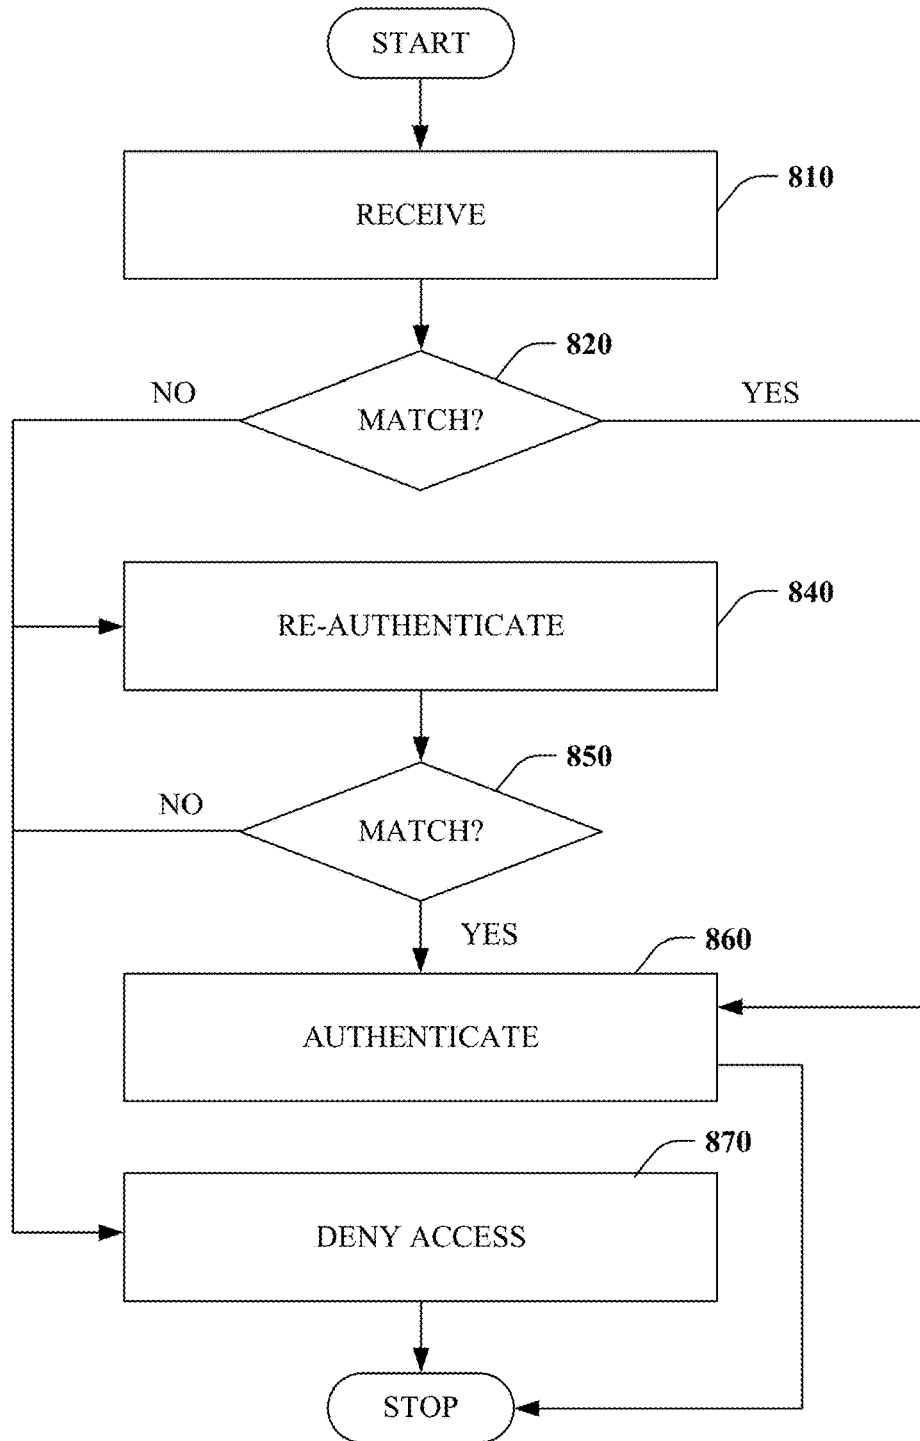 START
RECEIVE
810
820
NO
MATCH?
YES
840
RE-AUTHENTICATE
850
NO
MATCH?
YES
860
AUTHENTICATE
870
DENY ACCESS
STOP